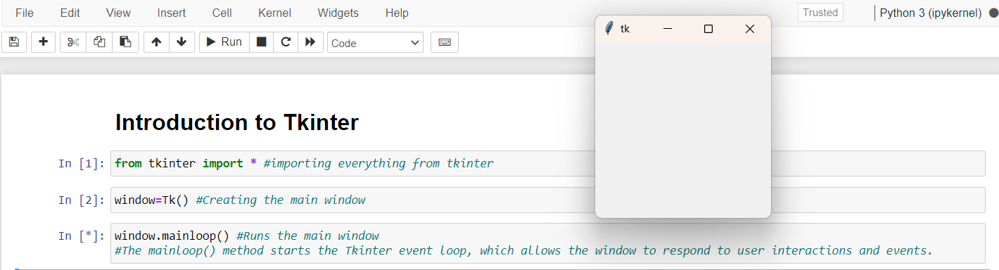 File Edit View Insert Cell Kernel Widgets Help Trusted Python 3 (ipykernel)
tk
Run Code
Introduction to Tkinter
In [1]: from tkinter import * #importing everything from tkinter
In [2]: window=Tk() #Creating the main window
In [*]: window.mainloop() #Runs the main window
#The mainloop() method starts the Tkinter event loop, which allows the window to respond to user interactions and events.